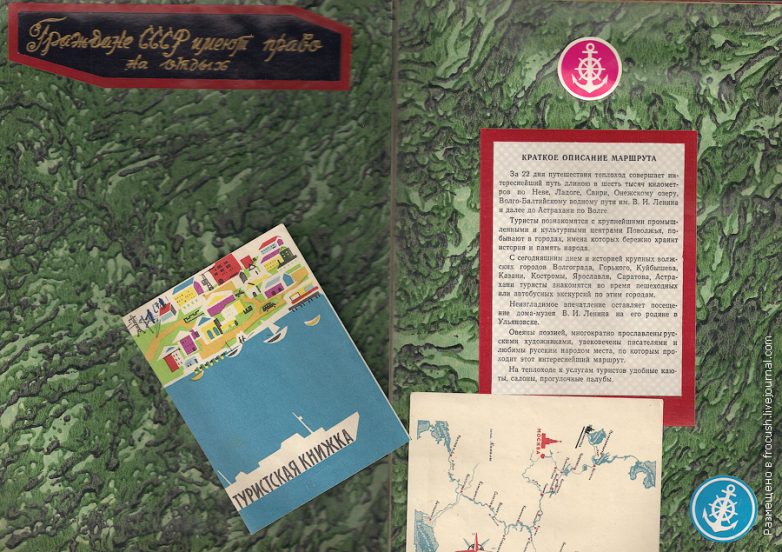 Граждане СССР имеют право
на отдых
КРАТКОЕ ОПИСАНИЕ МАРШРУТА
За 22 дня путешествия теплоход совершает ин-
тереснейший путь длиною в шесть тысяч километ-
ров по Неве, Ладоге, Свири, Онежскому озеру,
Волго-Балтийскому водному пути им. В. И. Ленина
и далее до Астрахани по Волге.
Туристы познакомятся с крупнейшими промыш-
ленными и культурными центрами Поволжья, по-
бывают в городах, имена которых бережно хранит
история и память народа.
С сегодняшним днем и историей крупных волж-
ских городов Волгограда, Горького, Куйбышева,
Казани, Костромы, Ярославля, Саратова, Астра-
хани туристы знакомятся во время пешеходных
или автобусных экскурсий по этим городам.
Неизгладимое впечатление оставляет посеще-
ние дома-музея В. И. Ленина на его родине в
Ульяновске.
Овеяны поэзией, многократно прославлены рус-
скими художниками, увековечены писателями и
любимы русским народом места, по которым про-
ходит этот интереснейший маршрут.
На теплоходе к услугам туристов удобные каю-
ты, салоны, прогулочные палубы.
ТУРИСТСКАЯ КНИЖКА
МОСКВА
Размещено в frocush.livejournal.com